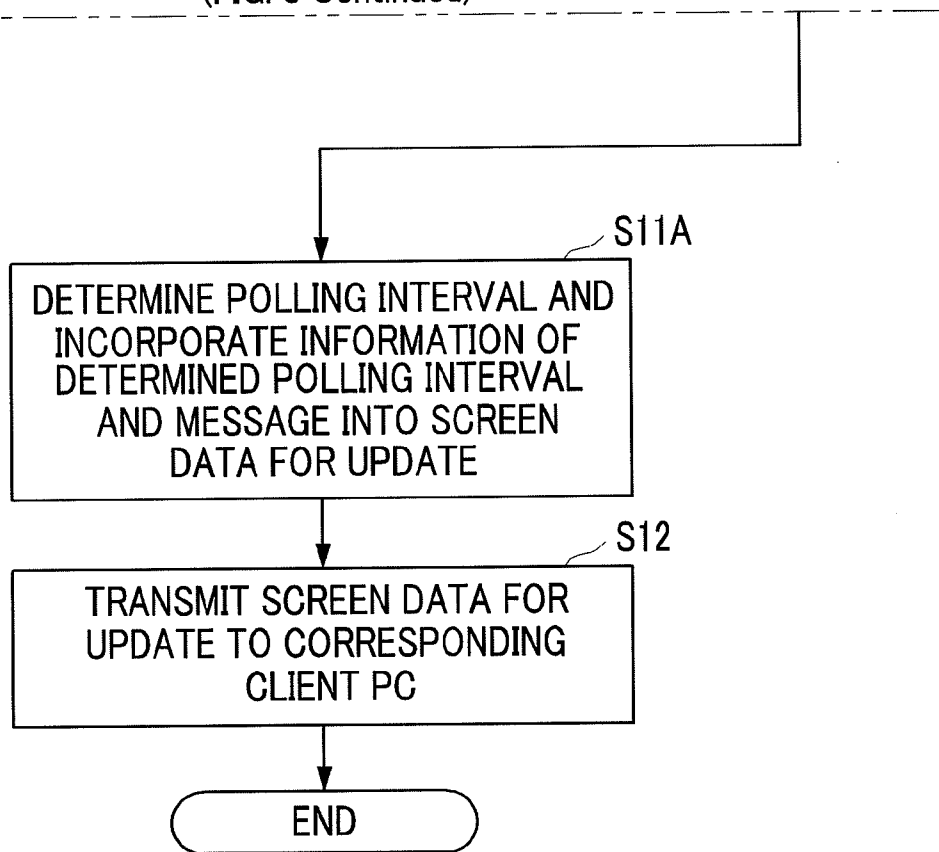 Continued)
S11A
DETERMINE POLLING INTERVAL AND
INCORPORATE INFORMATION OF
DETERMINED POLLING INTERVAL
AND MESSAGE INTO SCREEN
DATA FOR UPDATE
S12
TRANSMIT SCREEN DATA FOR
UPDATE TO CORRESPONDING
CLIENT PC
END